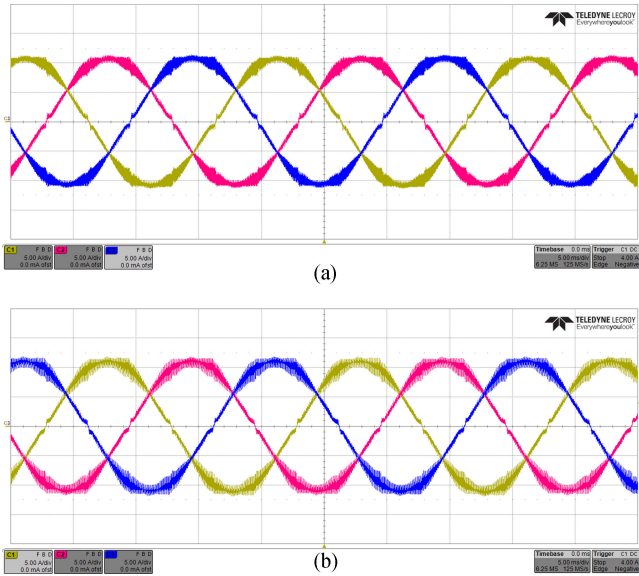 TELEDYNE LECROY
Everywhereyoulook™
C1 F B D
5.00 A/div
0.0 mA ofst
C2 F B D
5.00 A/div
0.0 mA ofst
F B D
5.00 A/div
0.0 mA ofst
Timebase 0.0 ms
5.00 ms/div
6.25 MS 125 MS/s
Trigger C1 DC
Stop 4.00 A
Edge Negative
(a)
TELEDYNE LECROY
Everywhereyoulook™
C1 F B D
5.00 A/div
0.0 mA ofst
C2 F B D
5.00 A/div
0.0 mA ofst
F B D
5.00 A/div
0.0 mA ofst
Timebase 0.0 ms
5.00 ms/div
6.25 MS 125 MS/s
Trigger C1 DC
Stop 4.00 A
Edge Negative
(b)